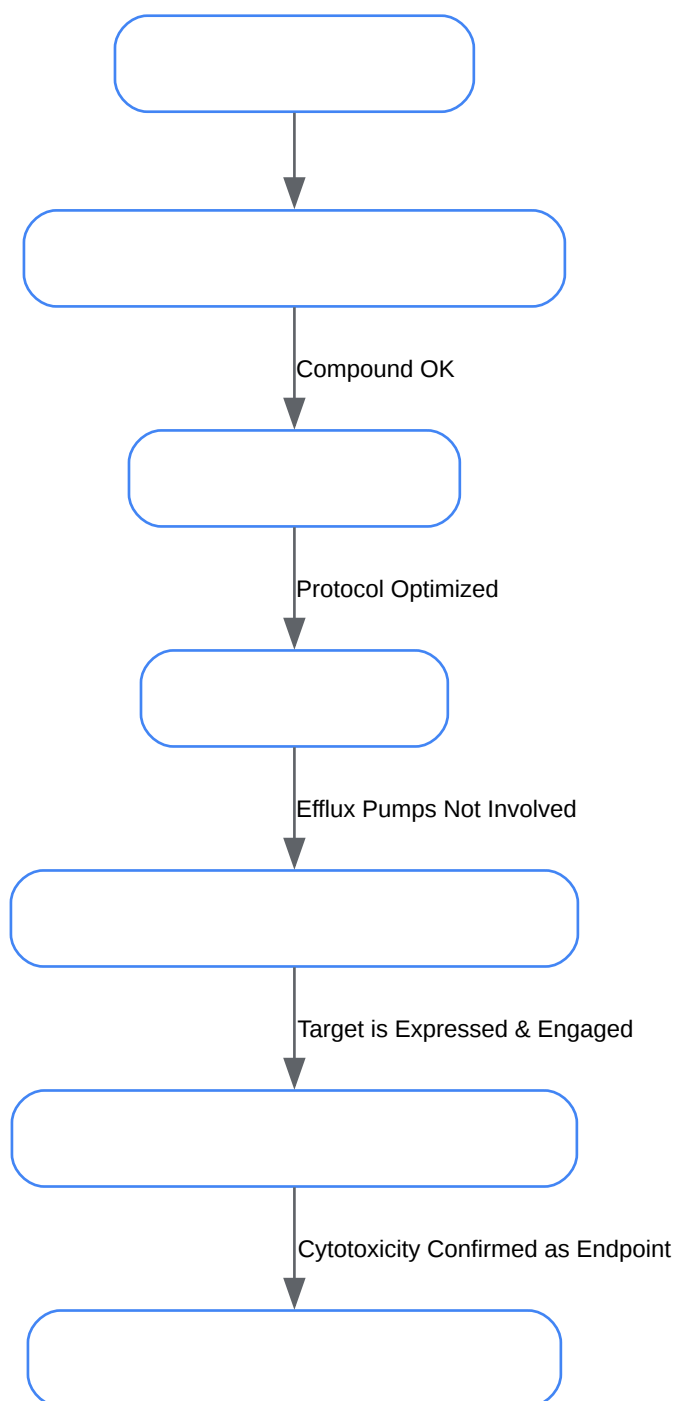 Compound OK
Protocol Optimized
Efflux Pumps Not Involved
Target is Expressed & Engaged
Cytotoxicity Confirmed as Endpoint